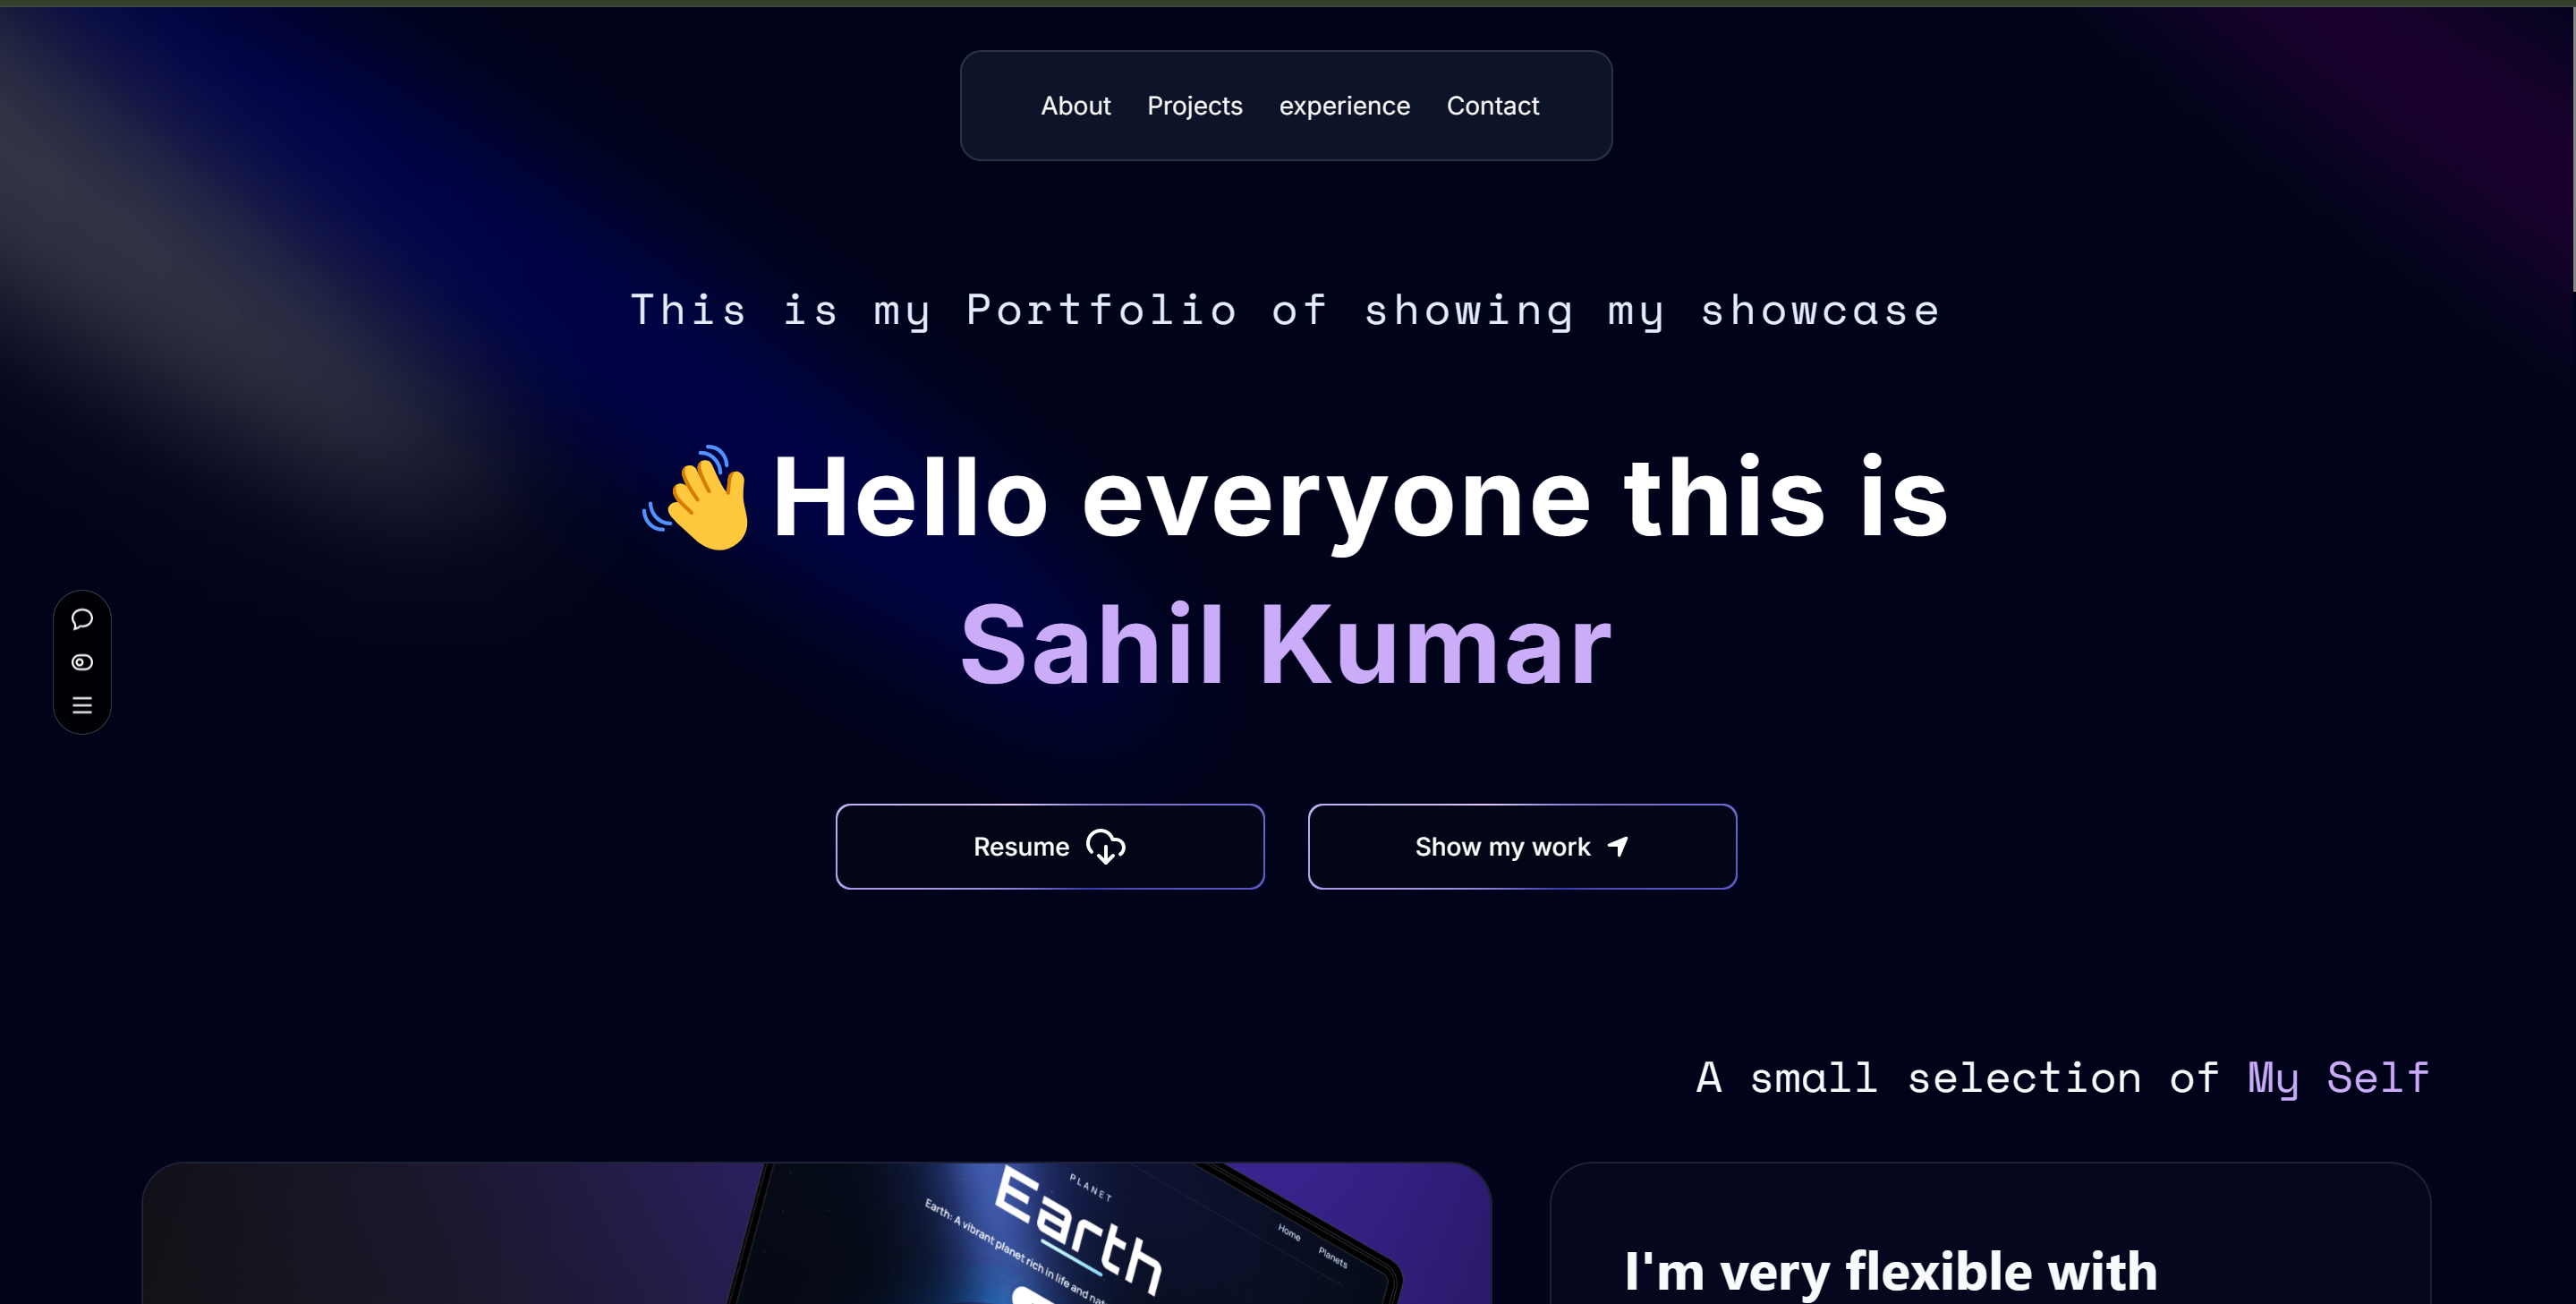 About Projects experience Contact
This is my Portfolio of showing my showcase
Hello everyone this is
Sahil Kumar
Resume
Show my work
A small selection of My Self
PLANET
Earth
Earth: A vibrant planet rich in life and
Home Planets
I'm very flexible with